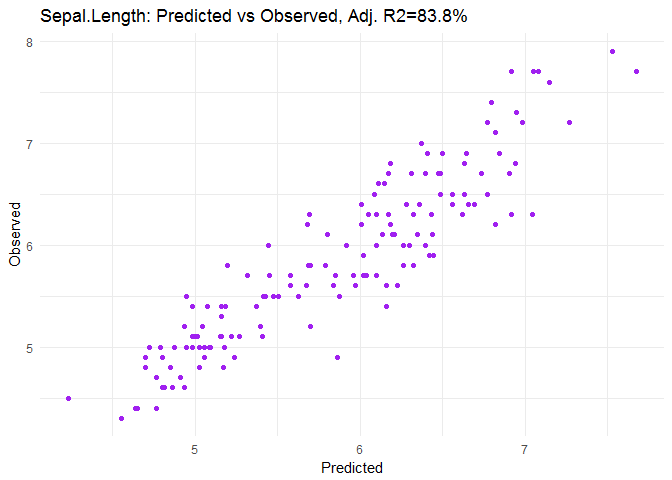 Sepal.Length: Predicted vs Observed, Adj. R2=83.8%
8
7
6
5
Observed
5 6 7
Predicted